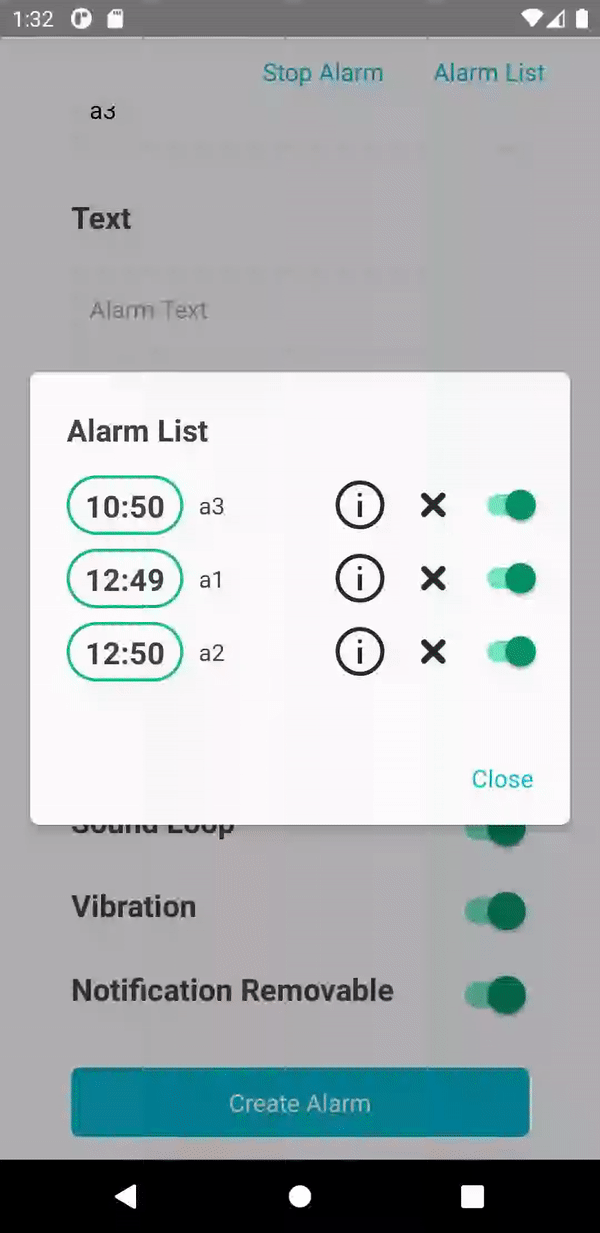 1:32
Stop Alarm Alarm List
a3
Text
Alarm Text
Alarm List
10:50 a3
12:49 a1
12:50 a2
Close
Sound Loop
Vibration
Notification Removable
Create Alarm